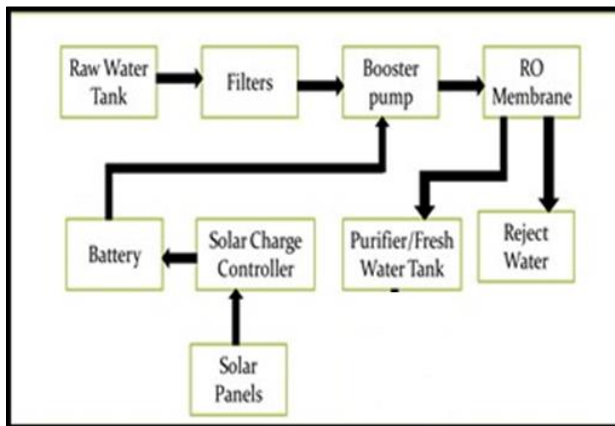 Raw Water
Tank
Filters
Booster
pump
RO
Membrane
Battery
Solar Charge
Controller
Purifier/Fresh
Water Tank
Reject
Water
Solar
Panels